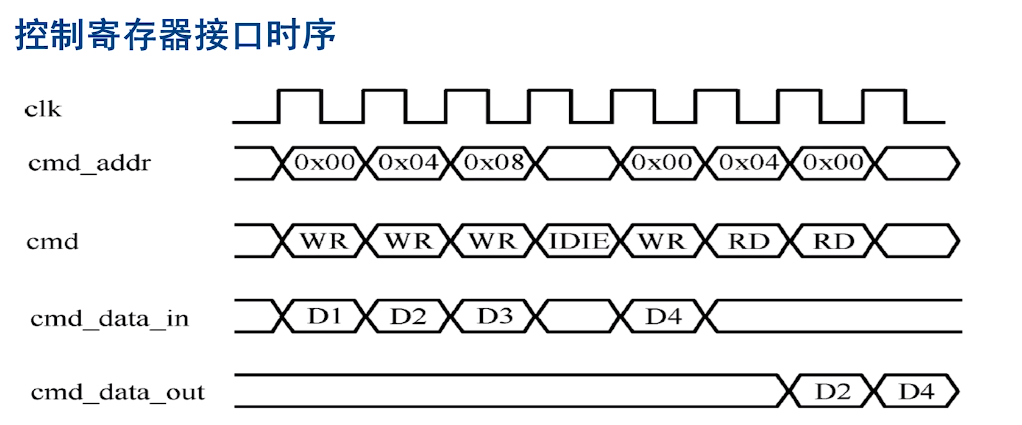 控制寄存器接口时序
clk
cmd_addr 0x00 0x04 0x08 0x00 0x04 0x00
cmd WR WR WR IDIE WR RD RD
cmd_data_in D1 D2 D3 D4
cmd_data_out D2 D4